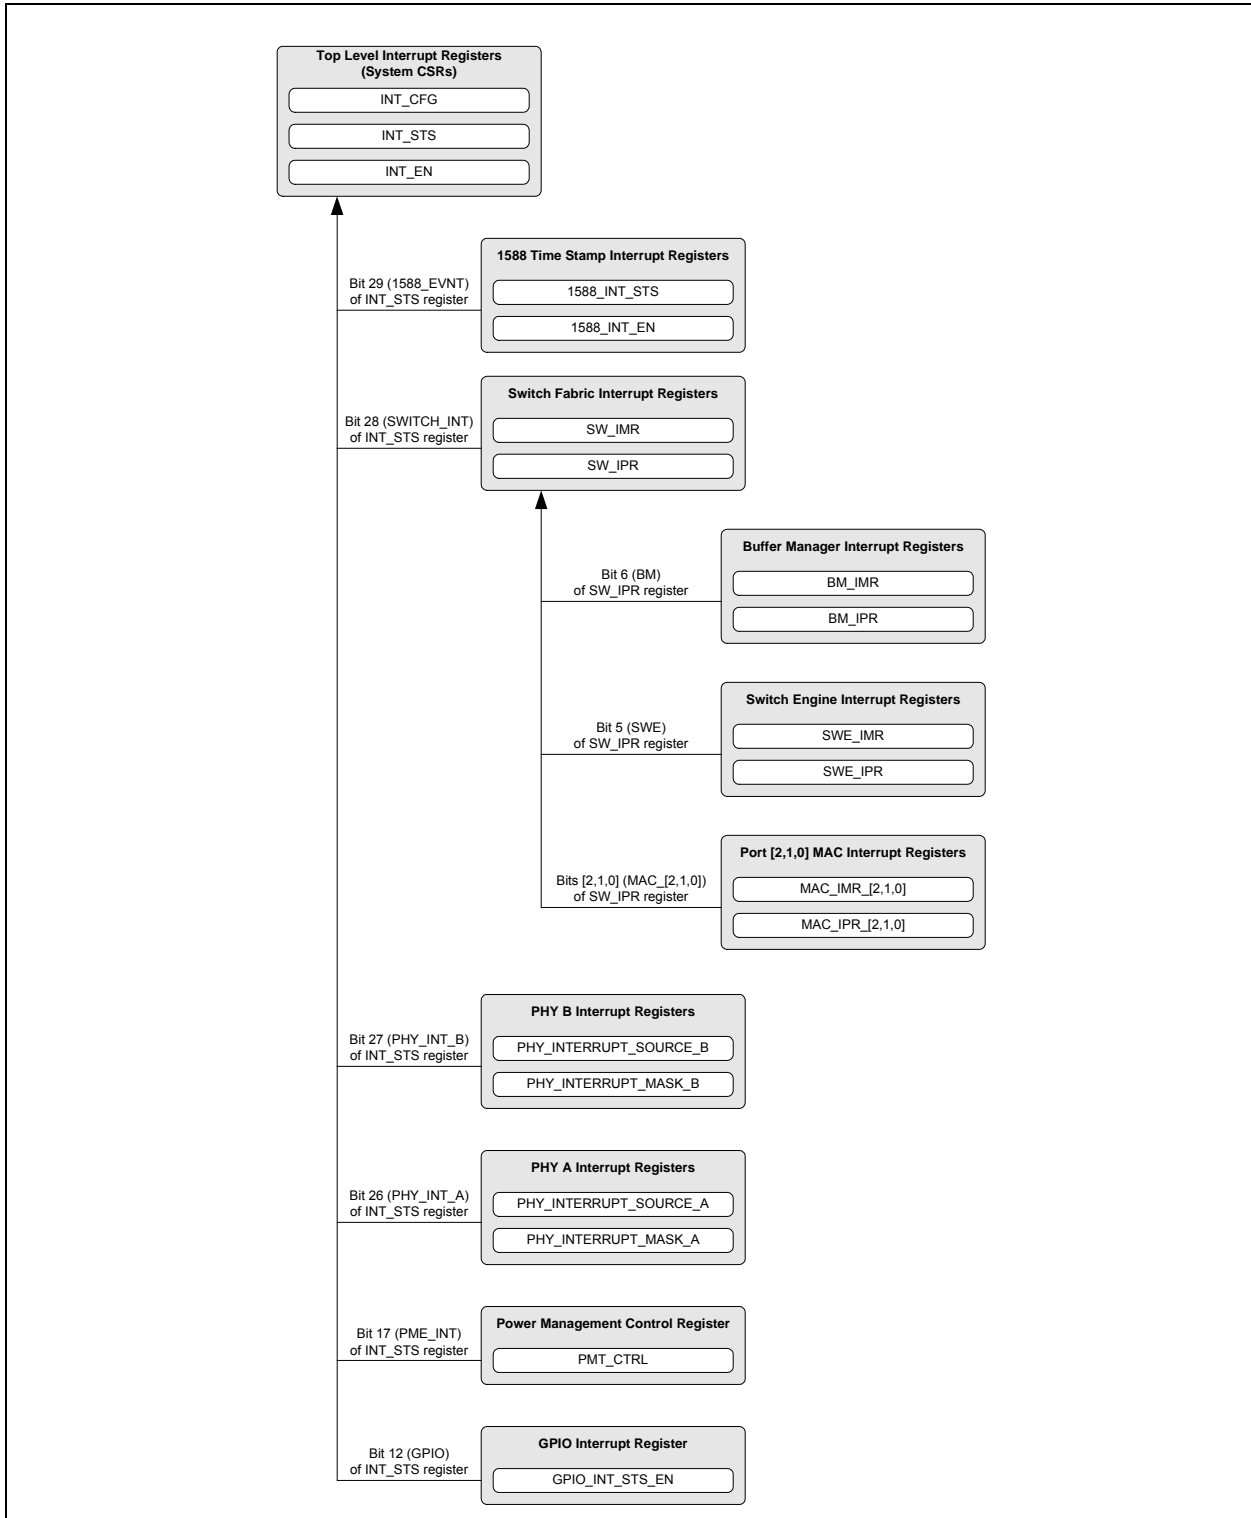 Top Level Interrupt Registers
(System CSRs)
INT_CFG
INT_STS
INT_EN
Bit 29 (1588_EVNT)
of INT_STS register
1588 Time Stamp Interrupt Registers
1588_INT_STS
1588_INT_EN
Bit 28 (SWITCH_INT)
of INT_STS register
Switch Fabric Interrupt Registers
SW_IMR
SW_IPR
Bit 6 (BM)
of SW_IPR register
Buffer Manager Interrupt Registers
BM_IMR
BM_IPR
Bit 5 (SWE)
of SW_IPR register
Switch Engine Interrupt Registers
SWE_IMR
SWE_IPR
Bits [2,1,0] (MAC_[2,1,0])
of SW_IPR register
Port [2,1,0] MAC Interrupt Registers
MAC_IMR_[2,1,0]
MAC_IPR_[2,1,0]
Bit 27 (PHY_INT_B)
of INT_STS register
PHY B Interrupt Registers
PHY_INTERRUPT_SOURCE_B
PHY_INTERRUPT_MASK_B
Bit 26 (PHY_INT_A)
of INT_STS register
PHY A Interrupt Registers
PHY_INTERRUPT_SOURCE_A
PHY_INTERRUPT_MASK_A
Bit 17 (PME_INT)
of INT_STS register
Power Management Control Register
PMT_CTRL
Bit 12 (GPIO)
of INT_STS register
GPIO Interrupt Register
GPIO_INT_STS_EN